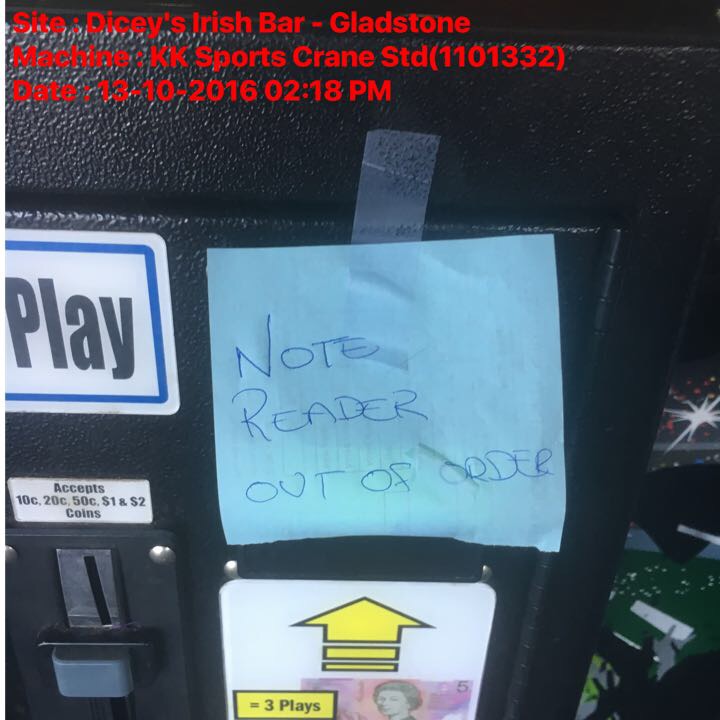 Site : Dicey's Irish Bar - Gladstone
Machine : KK Sports Crane Std(1101332)
Date : 13-10-2016 02:18 PM
Play
NOTE
READER
OUT OF ORDER
Accepts
10c, 20c, 50c, $1 & $2
Coins
= 3 Plays
5